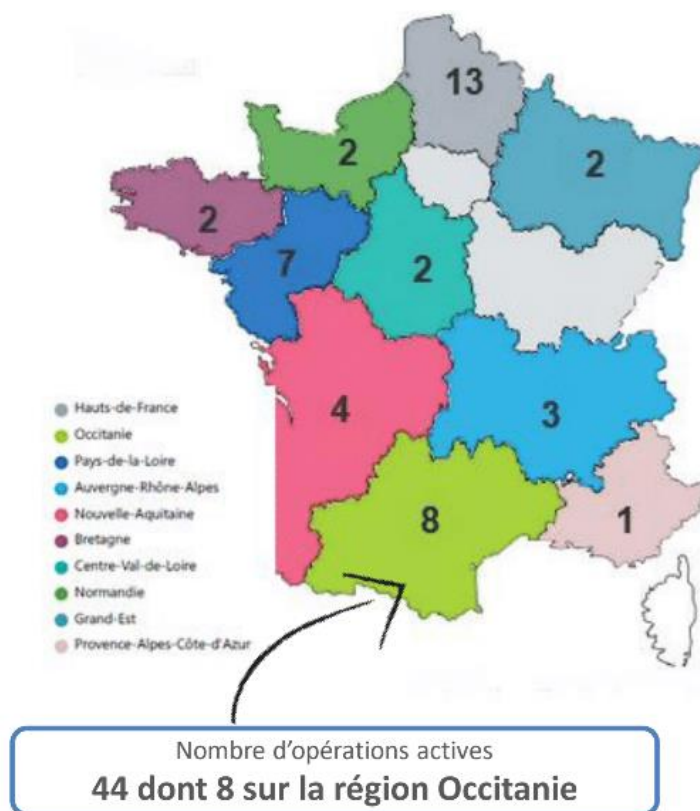 13
2
2
2
7
2
4
3
8
1
Hauts-de-France
Occitanie
Pays-de-la-Loire
Auvergne-Rhône-Alpes
Nouvelle-Aquitaine
Bretagne
Centre-Val-de-Loire
Normandie
Grand-Est
Provence-Alpes-Côte-d'Azur
Nombre d'opérations actives
44 dont 8 sur la région Occitanie